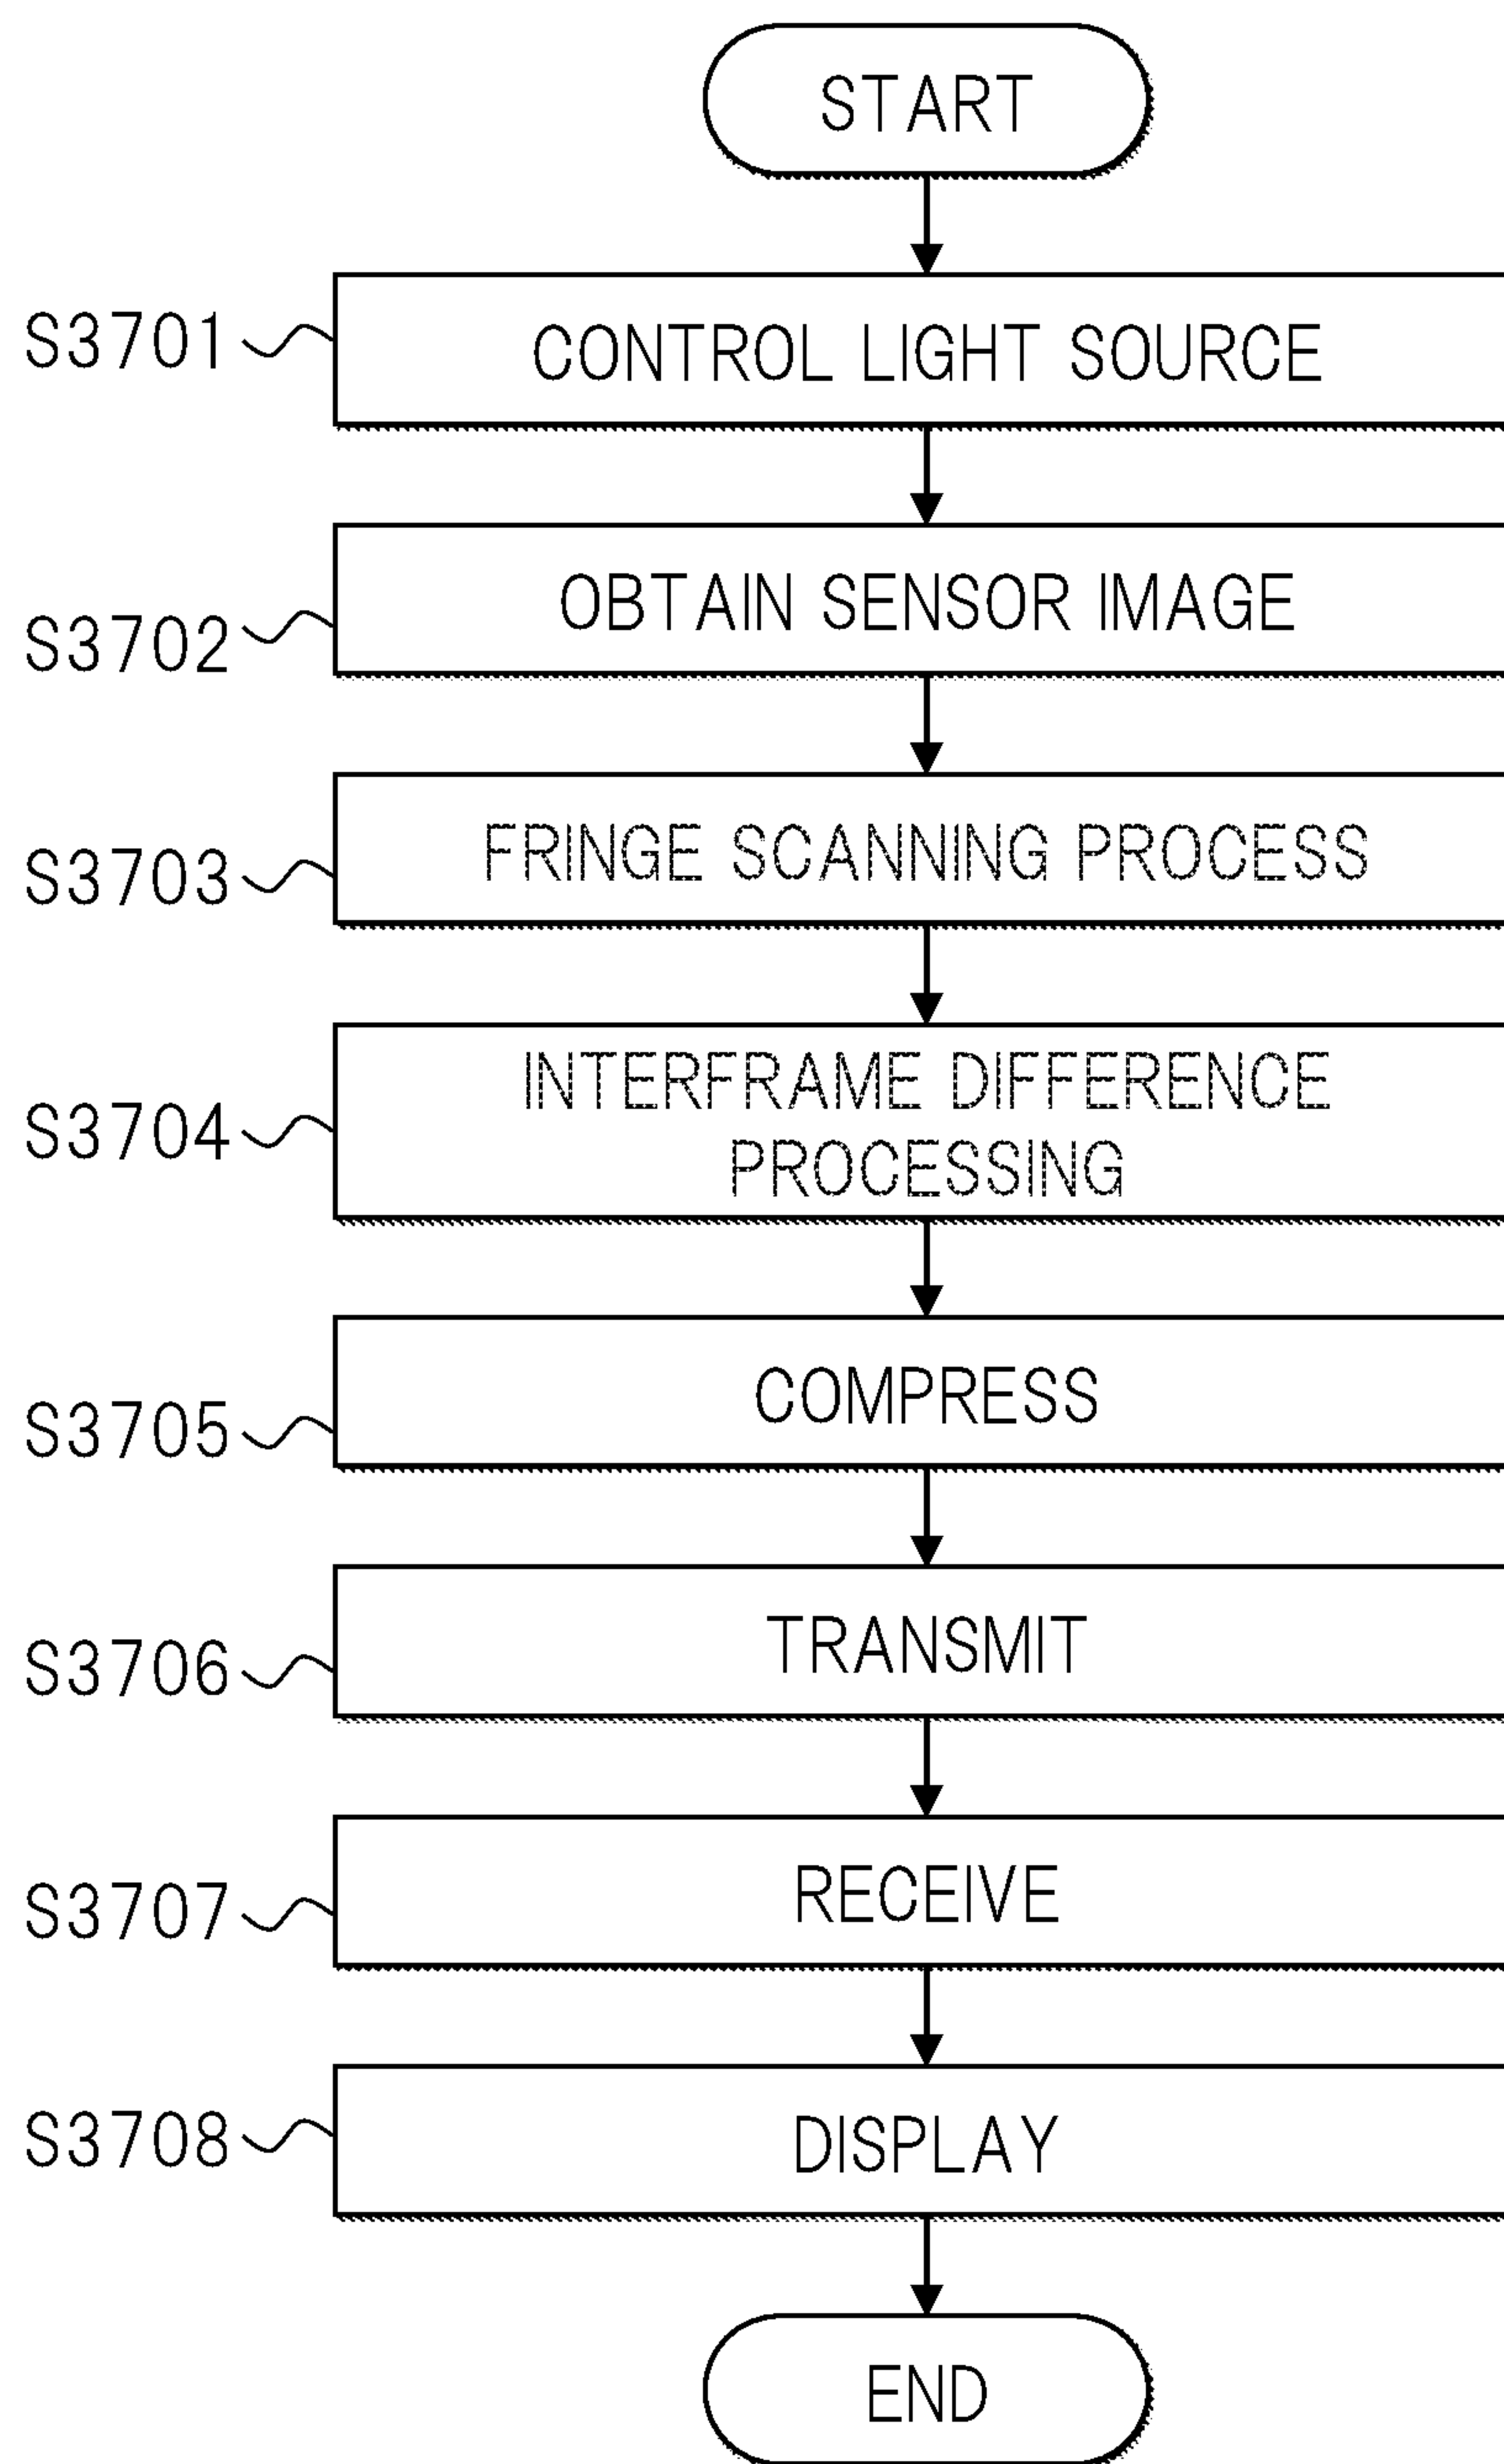 START
S3701
CONTROL LIGHT SOURCE
S3702
OBTAIN SENSOR IMAGE
S3703
FRINGE SCANNING PROCESS
S3704
INTERFRAME DIFFERENCE
PROCESSING
S3705
COMPRESS
S3706
TRANSMIT
S3707
RECEIVE
S3708
DISPLAY
END